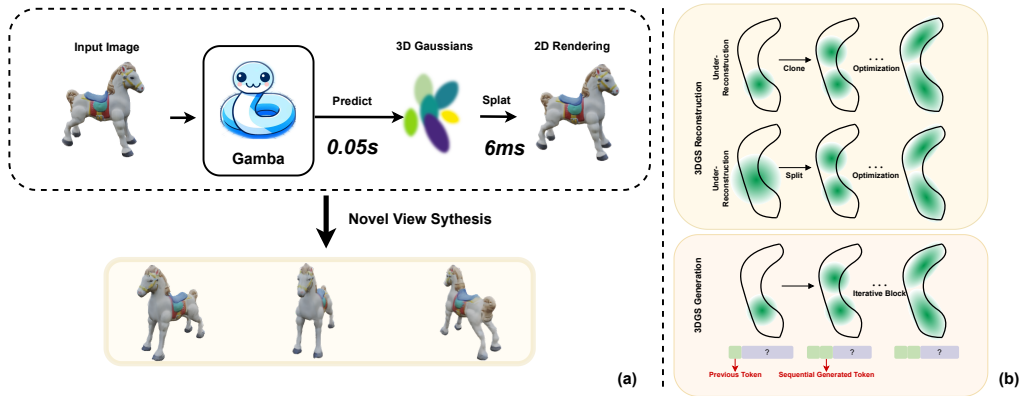 Input Image
3D Gaussians
2D Rendering
Predict
Splat
Gamba
0.05s
6ms
Novel View Sythesis
(a)
3DGS Reconstruction
Under-
Reconstruction
Clone
...
Optimization
Under-
Reconstruction
Split
...
Optimization
3DGS Generation
...
Iterative Block
?
?
?
Previous Token
Sequential Generated Token
(b)